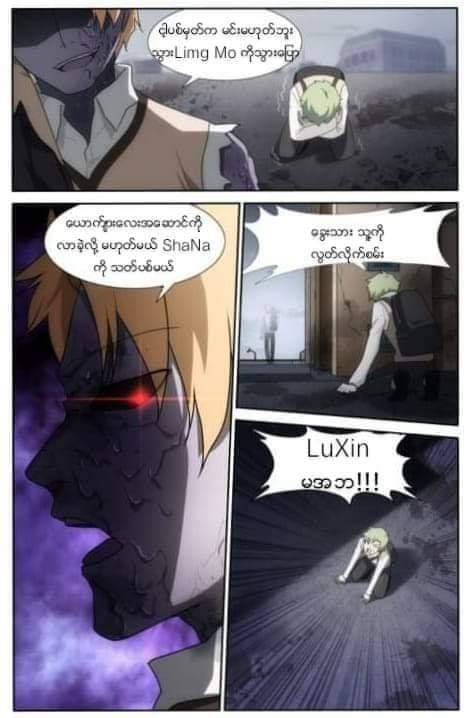 ငါ့ပစ်မှတ်က မင်းမဟုတ်ဘူး
သွားLimg Mo ကိုသွားပြော
ယောကျ်ားလေးအဆောင်ကို
လာခဲ့လို့ မဟုတ်မယ် ShaNa
ကို သတ်ပစ်မယ်
ခွေးသား သူ့ကို
လွှတ်လိုက်စမ်း
LuXin
မအဘ!!!